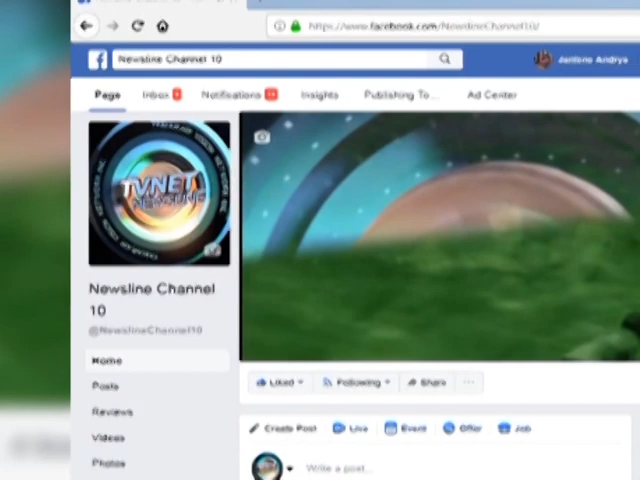 https://www.facebook.com/NewslineChannel10/
Newsline Channel 10
Page Inbox Notifications Insights Publishing To... Ad Center
TVNET
NEWSLINE
Newsline Channel
10
@NewslineChannel10
Home
Posts
Reviews
Videos
Photos
Liked Following Share ...
Create Post Live Event Offer Job
Write a post...